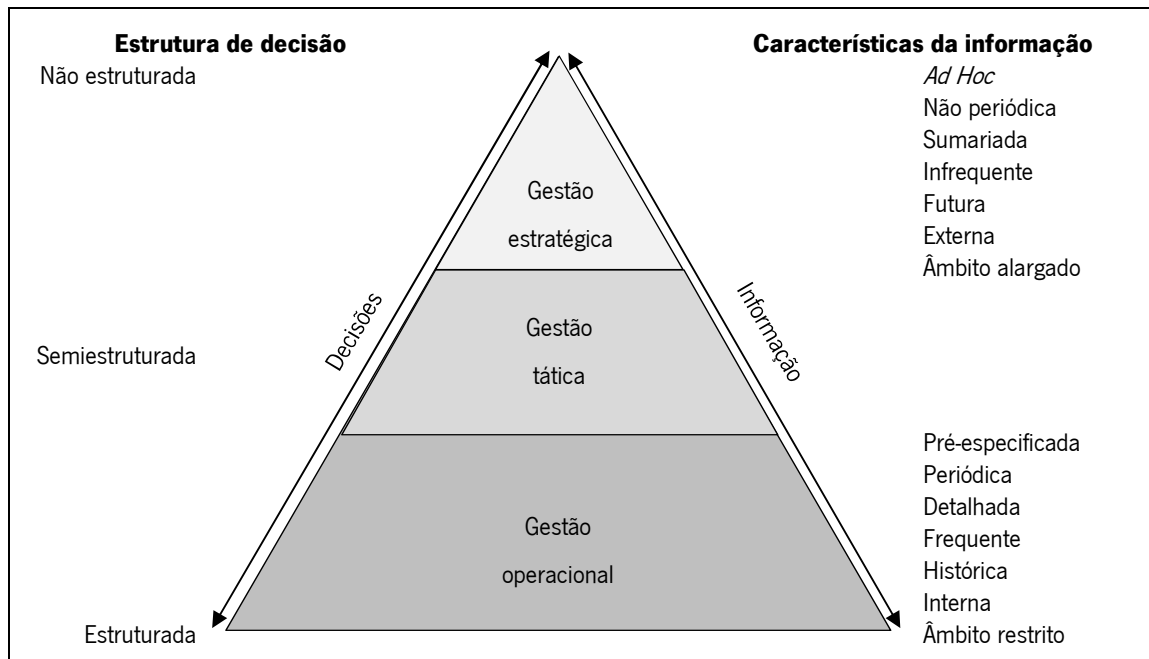 Estrutura de decisão
Características da informação
Não estruturada
Ad Hoc
Não periódica
Sumariada
Infrequente
Futura
Externa
Âmbito alargado
Gestão
estratégica
Decisões
Informação
Semiestruturada
Gestão
tática
Pré-especificada
Periódica
Detalhada
Frequente
Histórica
Interna
Âmbito restrito
Gestão
operacional
Estruturada